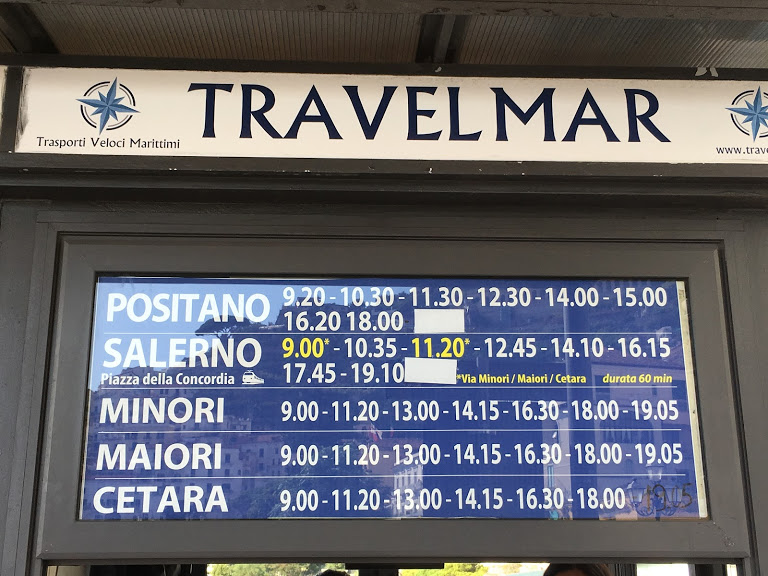 TRAVELMAR
Trasporti Veloci Marittimi
www.trav
POSITANO 9.20 - 10.30 - 11.30 - 12.30 - 14.00 - 15.00
16.20 18.00
SALERNO 9.00* - 10.35 - 11.20* - 12.45 - 14.10 - 16.15
Piazza della Concordia 17.45 - 19.10 *Via Minori / Maiori / Cetara durata 60 min
MINORI 9.00 - 11.20 - 13.00 - 14.15 - 16.30 - 18.00 - 19.05
MAIORI 9.00 - 11.20 - 13.00 - 14.15 - 16.30 - 18.00 - 19.05
CETARA 9.00 - 11.20 - 13.00 - 14.15 - 16.30 - 18.00